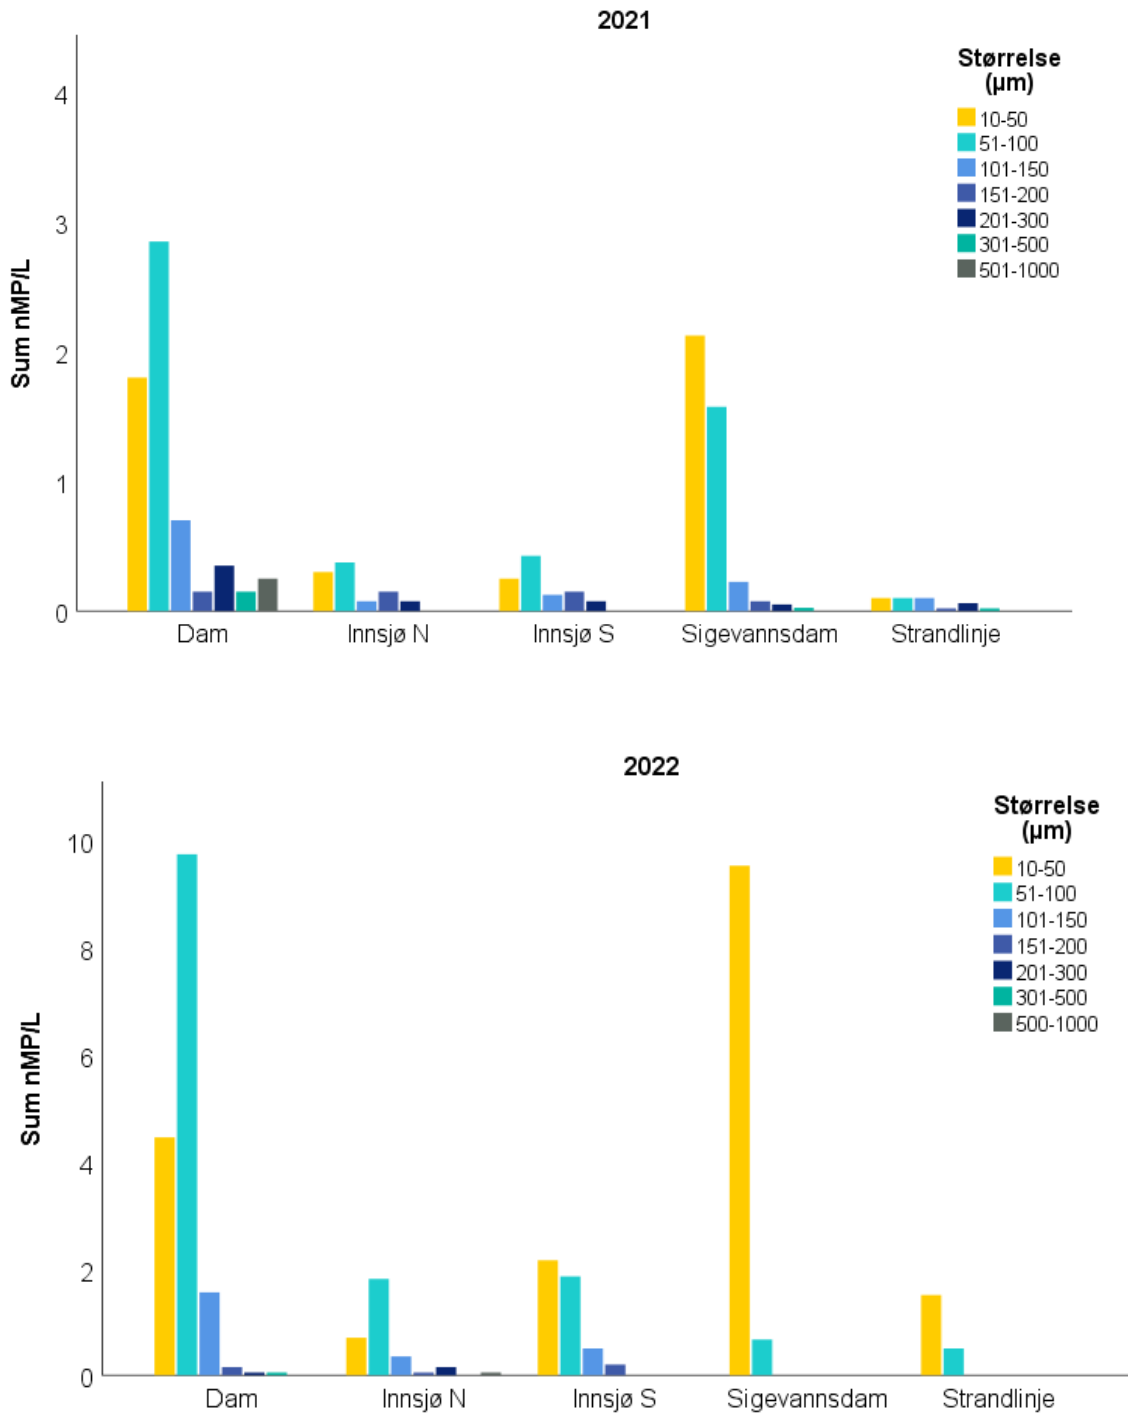 2021
Størrelse
(µm)
10-50
51-100
101-150
151-200
201-300
301-500
501-1000
Sum nMP/L
4
3
2
1
0
Dam
Innsjø N
Innsjø S
Sigevannsdam
Strandlinje
2022
Størrelse
(µm)
10-50
51-100
101-150
151-200
201-300
301-500
500-1000
Sum nMP/L
10
8
6
4
2
0
Dam
Innsjø N
Innsjø S
Sigevannsdam
Strandlinje